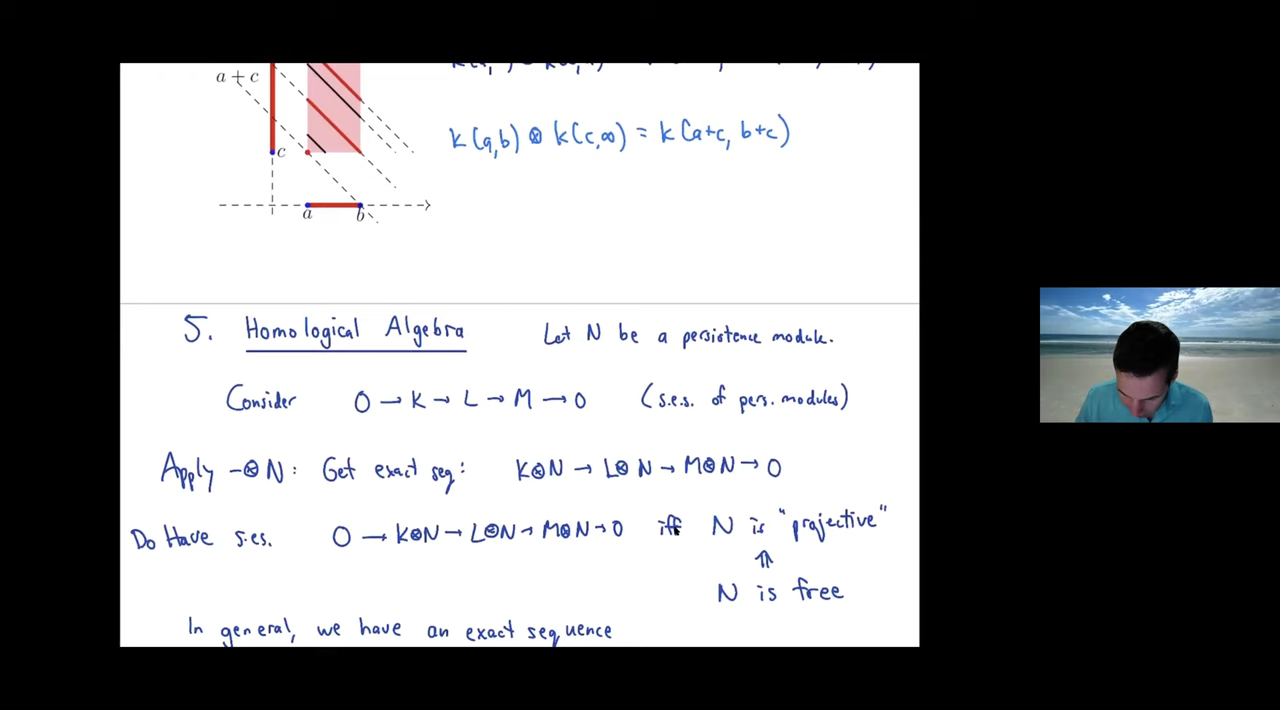 a + c
c
a
b
k(a,b) ⊗ k(c,∞) = k(a+c, b+c)
5. Homological Algebra Let N be a persistence module.
Consider 0 → K → L → M → 0 (s.e.s. of pers. modules)
Apply -⊗N: Get exact seq: K⊗N → L⊗N → M⊗N → 0
Do Have s.es. 0 → K⊗N → L⊗N → M⊗N → 0 iff N is "projective"
⇑
N is free
In general, we have an exact sequence